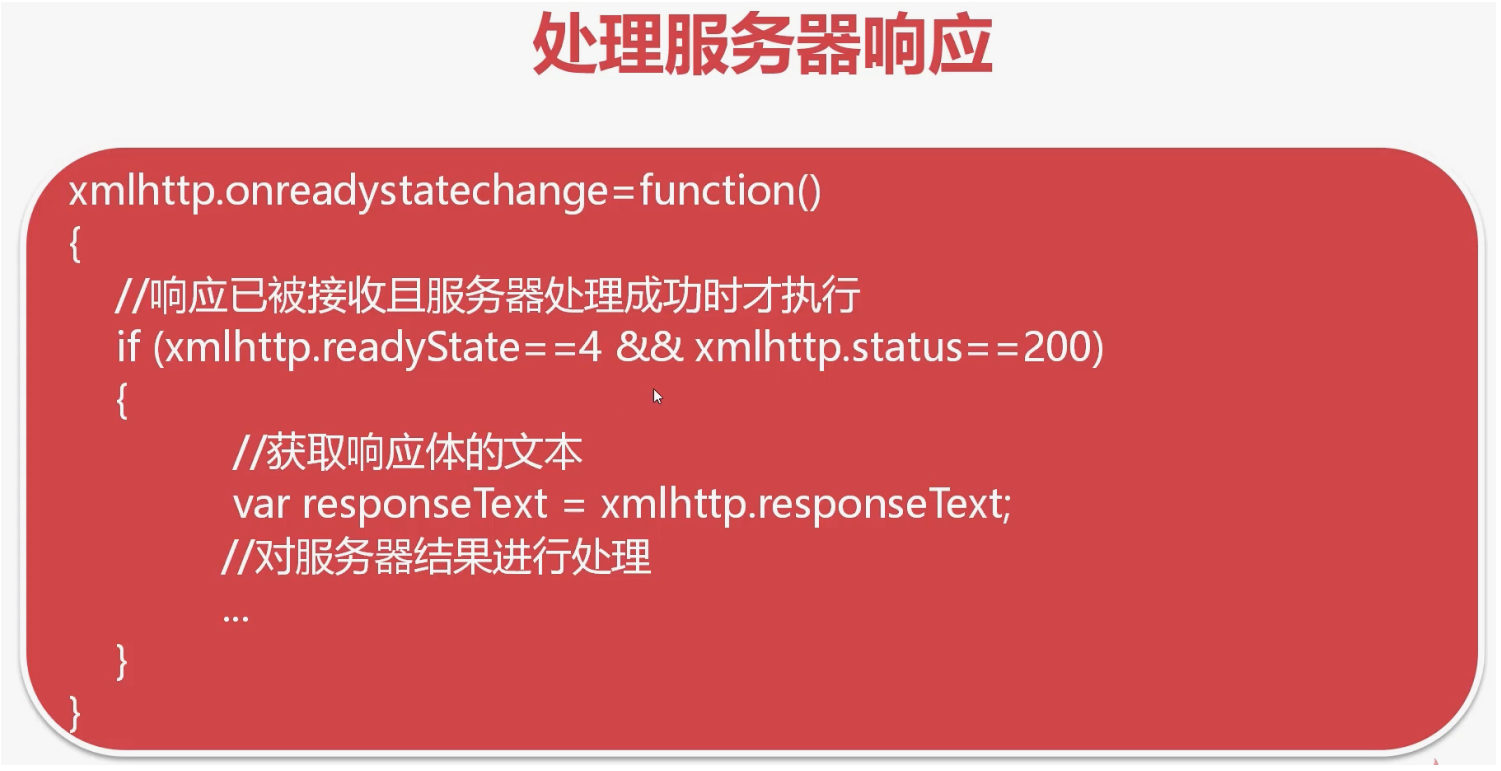 处理服务器响应
xmlhttp.onreadystatechange=function()
{
//响应已被接收且服务器处理成功时才执行
if (xmlhttp.readyState==4 && xmlhttp.status==200)
{
//获取响应体的文本
var responseText = xmlhttp.responseText;
//对服务器结果进行处理
...
}
}